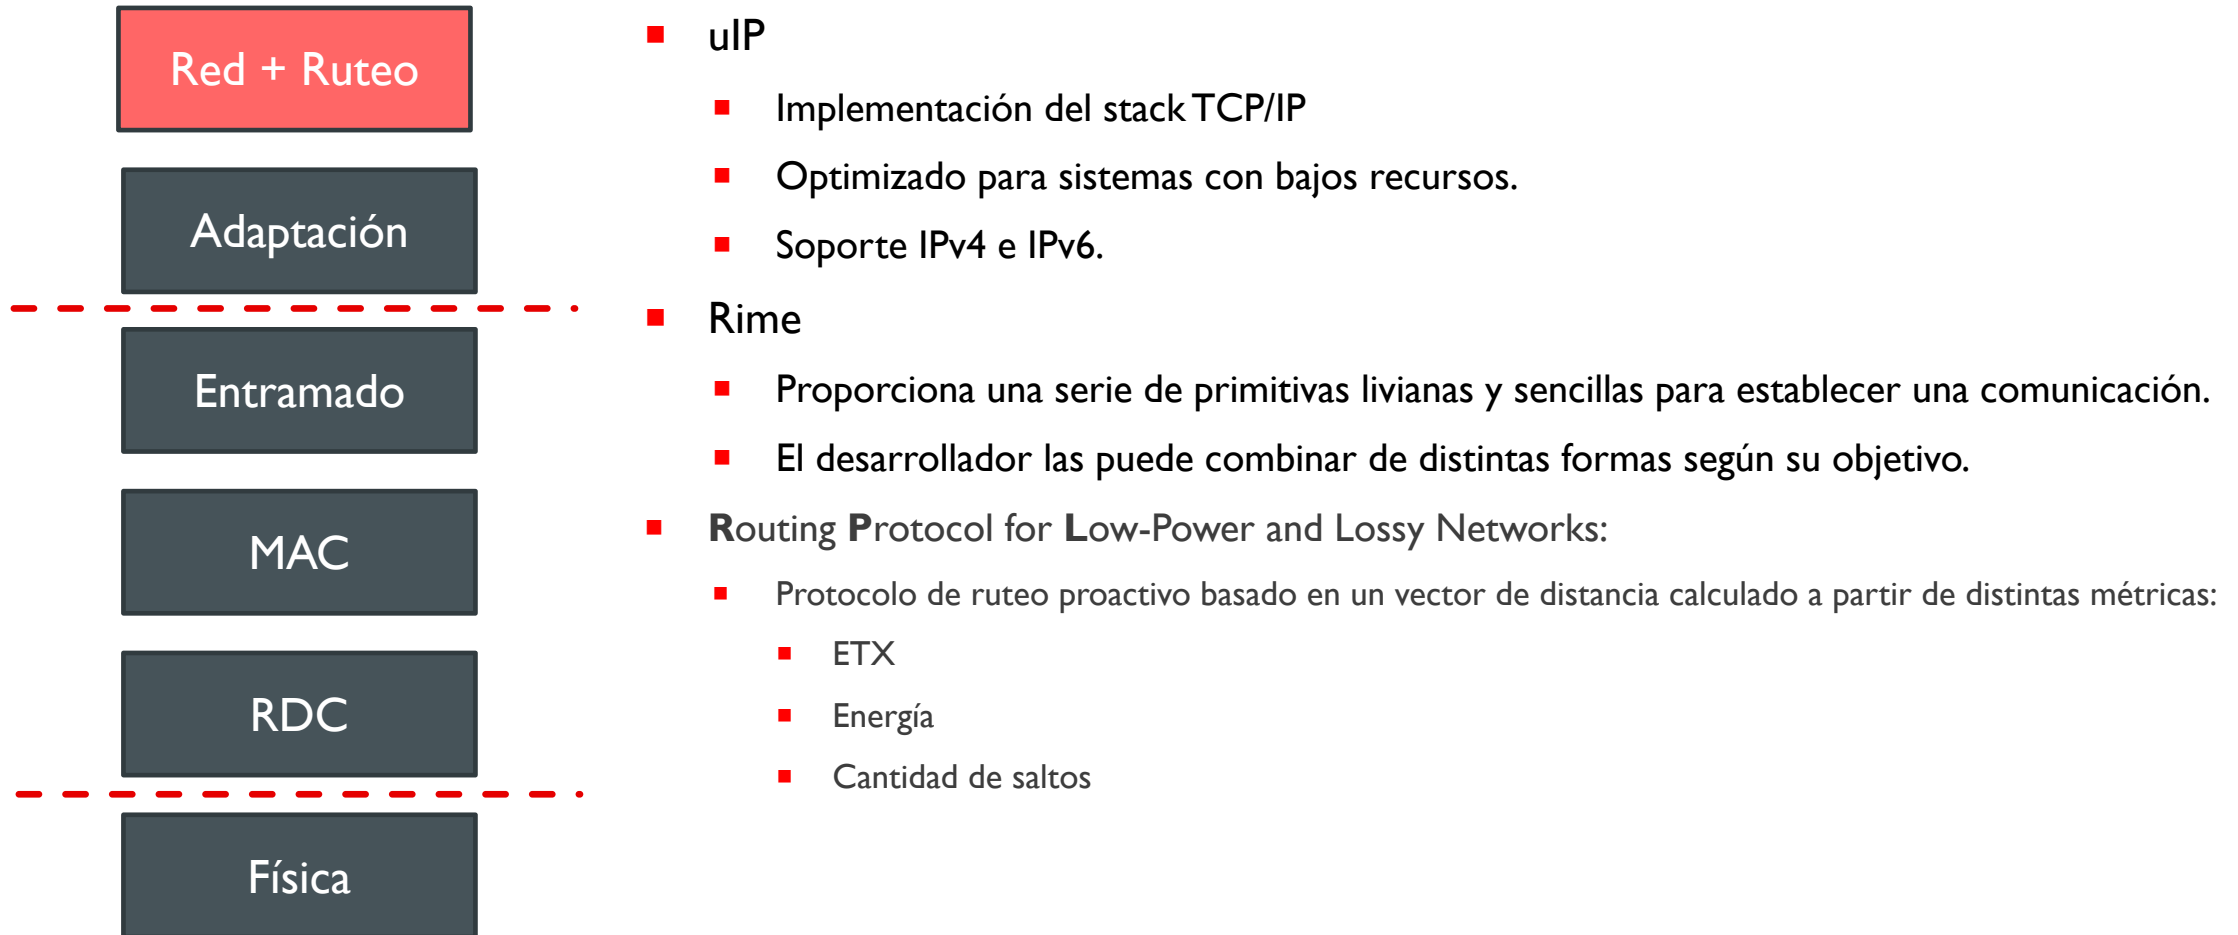 Red + Ruteo
Adaptación
Entramado
MAC
RDC
Física
uIP
Implementación del stack TCP/IP
Optimizado para sistemas con bajos recursos.
Soporte IPv4 e IPv6.
Rime
Proporciona una serie de primitivas livianas y sencillas para establecer una comunicación.
El desarrollador las puede combinar de distintas formas según su objetivo.
Routing Protocol for Low-Power and Lossy Networks:
Protocolo de ruteo proactivo basado en un vector de distancia calculado a partir de distintas métricas:
ETX
Energía
Cantidad de saltos